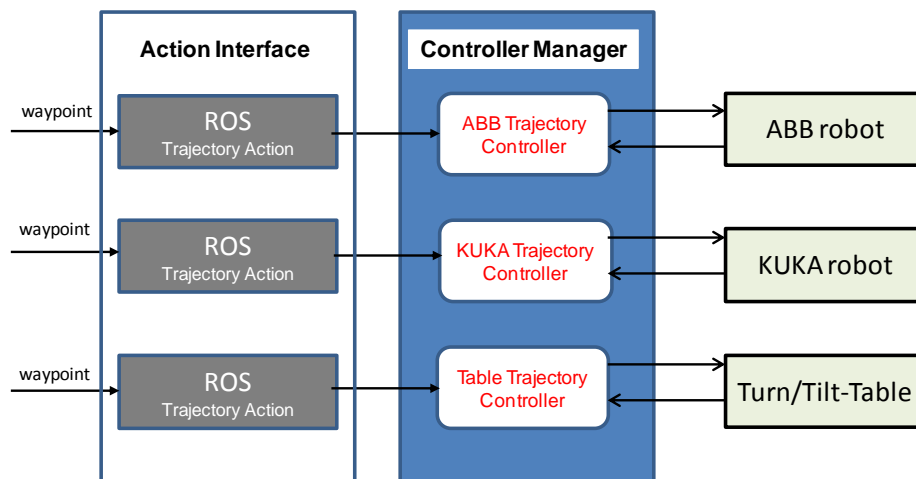 Action Interface
Controller Manager
waypoint
ROS
Trajectory Action
ABB Trajectory
Controller
ABB robot
waypoint
ROS
Trajectory Action
KUKA Trajectory
Controller
KUKA robot
waypoint
ROS
Trajectory Action
Table Trajectory
Controller
Turn/Tilt-Table